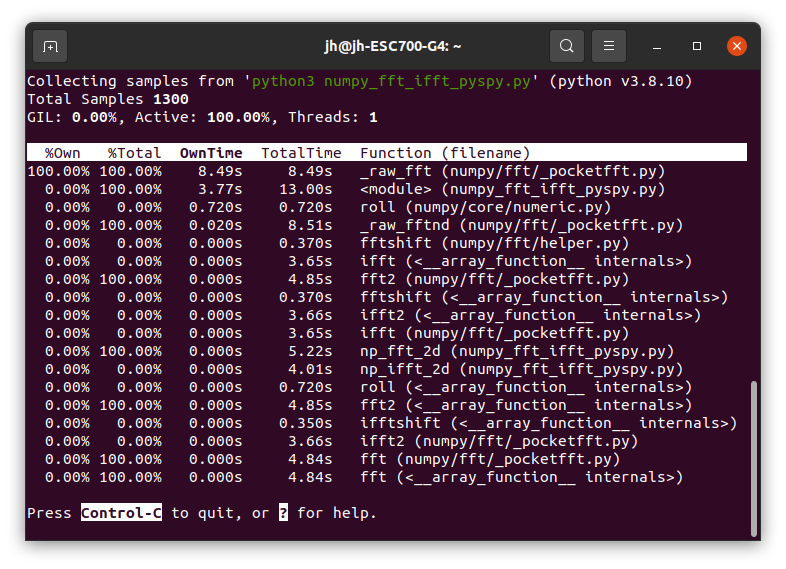 jh@jh-ESC700-G4: ~
Collecting samples from 'python3 numpy_fft_ifft_pyspy.py' (python v3.8.10)
Total Samples 1300
GIL: 0.00%, Active: 100.00%, Threads: 1
%Own %Total OwnTime TotalTime Function (filename)
100.00% 100.00% 8.49s 8.49s _raw_fft (numpy/fft/_pocketfft.py)
0.00% 100.00% 3.77s 13.00s <module> (numpy_fft_ifft_pyspy.py)
0.00% 0.00% 0.720s 0.720s roll (numpy/core/numeric.py)
0.00% 100.00% 0.020s 8.51s _raw_fftnd (numpy/fft/_pocketfft.py)
0.00% 0.00% 0.000s 0.370s fftshift (numpy/fft/helper.py)
0.00% 0.00% 0.000s 3.65s ifft (<__array_function__ internals>)
0.00% 100.00% 0.000s 4.85s fft2 (numpy/fft/_pocketfft.py)
0.00% 0.00% 0.000s 0.370s fftshift (<__array_function__ internals>)
0.00% 0.00% 0.000s 3.66s ifft2 (<__array_function__ internals>)
0.00% 0.00% 0.000s 3.65s ifft (numpy/fft/_pocketfft.py)
0.00% 100.00% 0.000s 5.22s np_fft_2d (numpy_fft_ifft_pyspy.py)
0.00% 0.00% 0.000s 4.01s np_ifft_2d (numpy_fft_ifft_pyspy.py)
0.00% 0.00% 0.000s 0.720s roll (<__array_function__ internals>)
0.00% 100.00% 0.000s 4.85s fft2 (<__array_function__ internals>)
0.00% 0.00% 0.000s 0.350s ifftshift (<__array_function__ internals>)
0.00% 0.00% 0.000s 3.66s ifft2 (numpy/fft/_pocketfft.py)
0.00% 100.00% 0.000s 4.84s fft (numpy/fft/_pocketfft.py)
0.00% 100.00% 0.000s 4.84s fft (<__array_function__ internals>)
Press Control-C to quit, or ? for help.